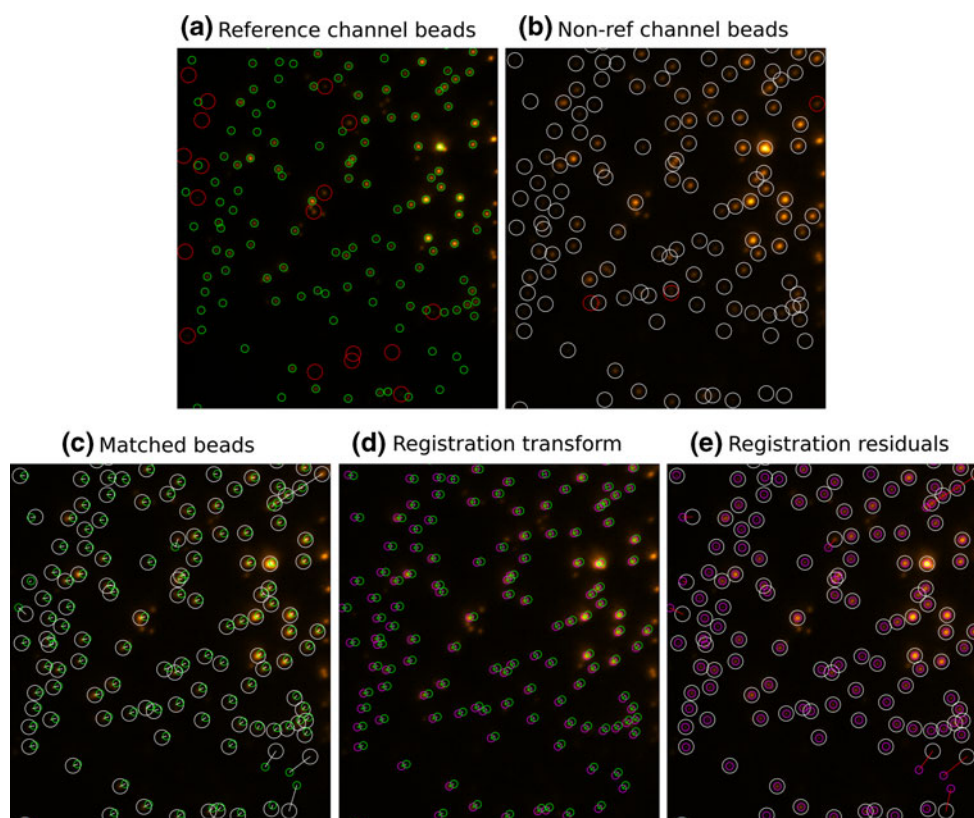 (a) Reference channel beads
(b) Non-ref channel beads
(c) Matched beads
(d) Registration transform
(e) Registration residuals